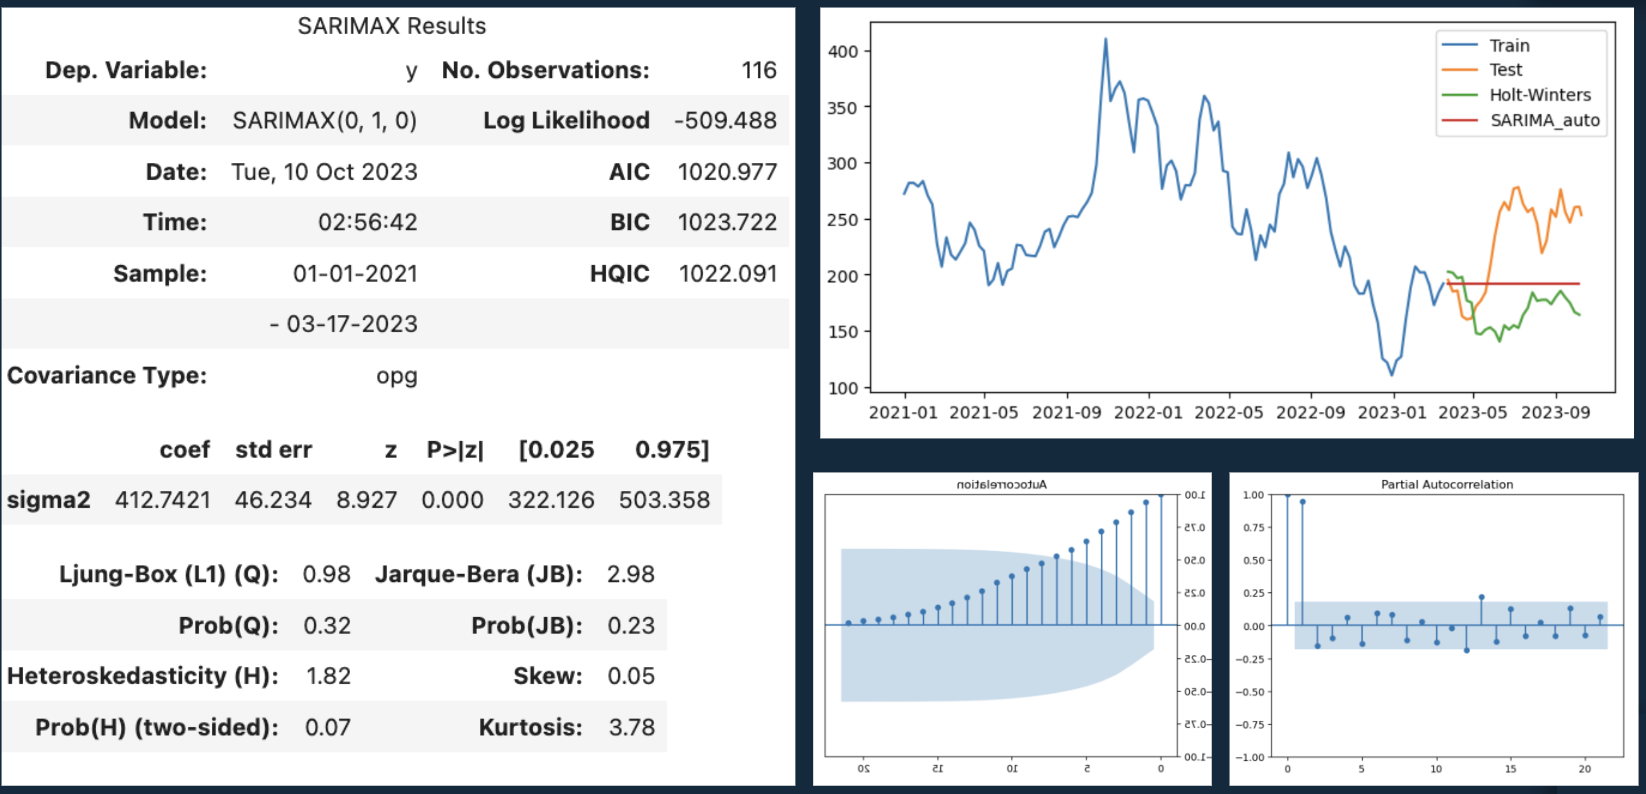 SARIMAX Results
Dep. Variable: y No. Observations: 116
Model: SARIMAX(0, 1, 0) Log Likelihood -509.488
Date: Tue, 10 Oct 2023 AIC 1020.977
Time: 02:56:42 BIC 1023.722
Sample: 01-01-2021 HQIC 1022.091
- 03-17-2023
Covariance Type: opg
coef std err z P>|z| [0.025 0.975]
sigma2 412.7421 46.234 8.927 0.000 322.126 503.358
Ljung-Box (L1) (Q): 0.98 Jarque-Bera (JB): 2.98
Prob(Q): 0.32 Prob(JB): 0.23
Heteroskedasticity (H): 1.82 Skew: 0.05
Prob(H) (two-sided): 0.07 Kurtosis: 3.78
400
350
300
250
200
150
100
2021-01 2021-05 2021-09 2022-01 2022-05 2022-09 2023-01 2023-05 2023-09
Train
Test
Holt-Winters
SARIMA_auto
Autocorrelation
1.00
0.75
0.50
0.25
0.00
−0.25
−0.50
−0.75
−1.00
20 15 10 5 0
Partial Autocorrelation
1.00
0.75
0.50
0.25
0.00
−0.25
−0.50
−0.75
−1.00
0 5 10 15 20